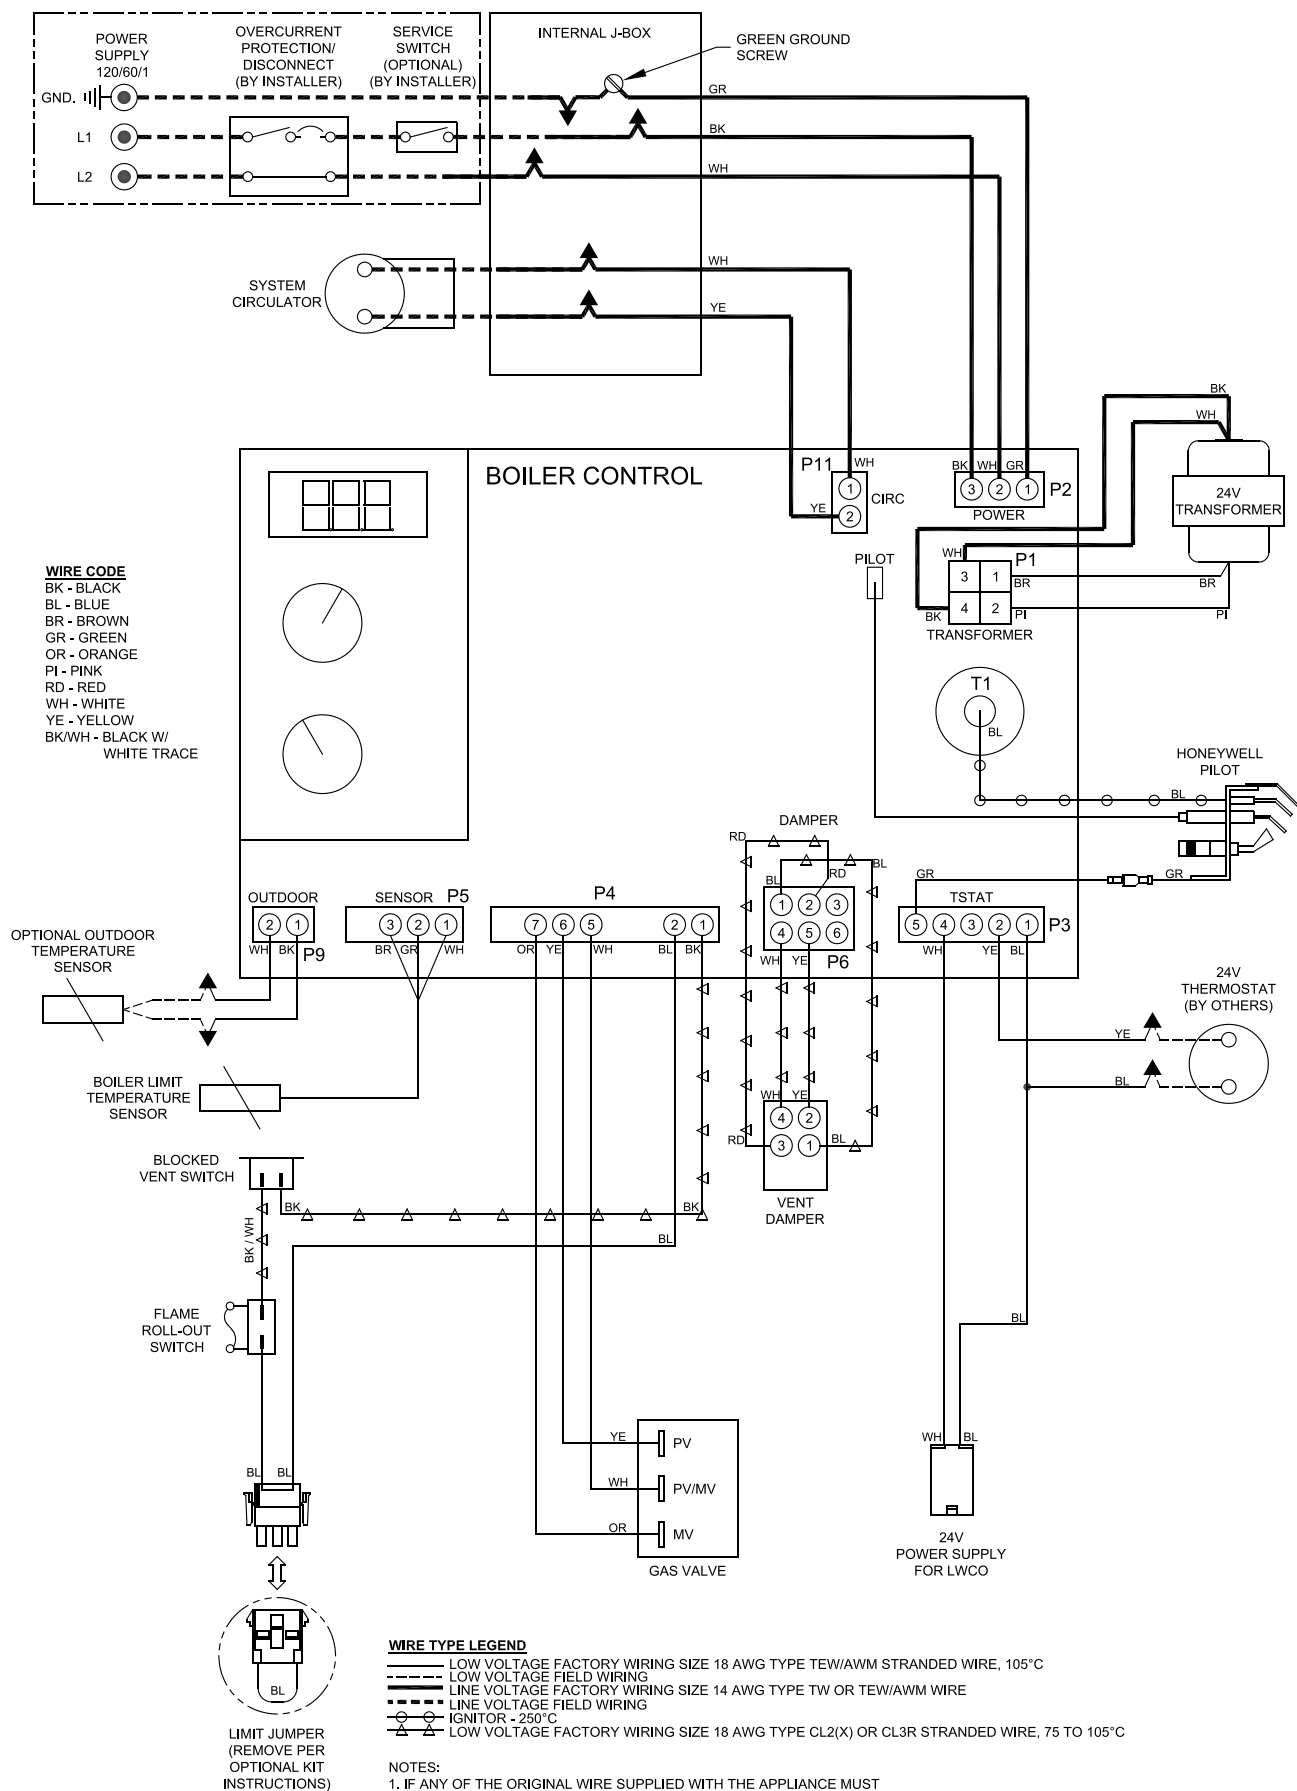 POWER
SUPPLY
120/60/1
OVERCURRENT
PROTECTION/
DISCONNECT
(BY INSTALLER)
SERVICE
SWITCH
(OPTIONAL)
(BY INSTALLER)
INTERNAL J-BOX
GREEN GROUND
SCREW
GND.
GR
L1
BK
L2
WH
SYSTEM
CIRCULATOR
WH
YE
BK
WH
24V
TRANSFORMER
BOILER CONTROL
P11
WH
1
YE
2
CIRC
BK WH GR
3 2 1
P2
POWER
PILOT
WH
P1
3 1
BR
BR
4 2
BK
PI
PI
TRANSFORMER
WIRE CODE
BK - BLACK
BL - BLUE
BR - BROWN
GR - GREEN
OR - ORANGE
PI - PINK
RD - RED
WH - WHITE
YE - YELLOW
BK/WH - BLACK W/
WHITE TRACE
T1
BL
HONEYWELL
PILOT
BL
DAMPER
RD
BL
BL
RD
GR
GR
OUTDOOR
2 1
WH BK
P9
SENSOR
P5
3 2 1
BR GR WH
P4
7 6 5 2 1
OR YE WH BL BK
1 2 3
4 5 6
WH YE
P6
TSTAT
5 4 3 2 1
P3
WH YE BL
OPTIONAL OUTDOOR
TEMPERATURE
SENSOR
24V
THERMOSTAT
(BY OTHERS)
YE
BL
BOILER LIMIT
TEMPERATURE
SENSOR
WH YE
4 2
RD
3 1
BL
VENT
DAMPER
BLOCKED
VENT SWITCH
BK
BK
BK / WH
BL
FLAME
ROLL-OUT
SWITCH
BL
BL BL
YE
PV
WH
PV/MV
OR
MV
GAS VALVE
WH BL
24V
POWER SUPPLY
FOR LWCO
BL
LIMIT JUMPER
(REMOVE PER
OPTIONAL KIT
INSTRUCTIONS)
WIRE TYPE LEGEND
LOW VOLTAGE FACTORY WIRING SIZE 18 AWG TYPE TEW/AWM STRANDED WIRE, 105°C
LOW VOLTAGE FIELD WIRING
LINE VOLTAGE FACTORY WIRING SIZE 14 AWG TYPE TW OR TEW/AWM WIRE
LINE VOLTAGE FIELD WIRING
IGNITOR - 250°C
LOW VOLTAGE FACTORY WIRING SIZE 18 AWG TYPE CL2(X) OR CL3R STRANDED WIRE, 75 TO 105°C
NOTES:
1. IF ANY OF THE ORIGINAL WIRE SUPPLIED WITH THE APPLIANCE MUST